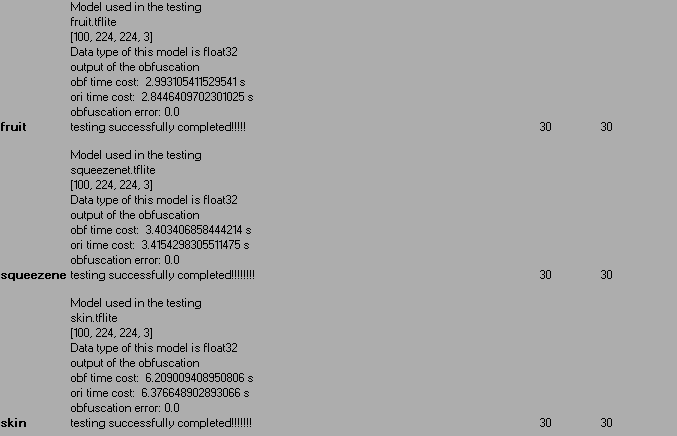 Model used in the testing
fruit.tflite
[100, 224, 224, 3]
Data type of this model is float32
output of the obfuscation
obf time cost:  2.993105411529541 s
ori time cost:  2.8446409702301025 s
obfuscation error: 0.0
fruit testing successfully completed!!!!! 30 30
Model used in the testing
squeezenet.tflite
[100, 224, 224, 3]
Data type of this model is float32
output of the obfuscation
obf time cost:  3.403406858444214 s
ori time cost:  3.4154298305511475 s
obfuscation error: 0.0
squeezene testing successfully completed!!!!!!!! 30 30
Model used in the testing
skin.tflite
[100, 224, 224, 3]
Data type of this model is float32
output of the obfuscation
obf time cost:  6.209009408950806 s
ori time cost:  6.376648902893066 s
obfuscation error: 0.0
skin testing successfully completed!!!!!!! 30 30